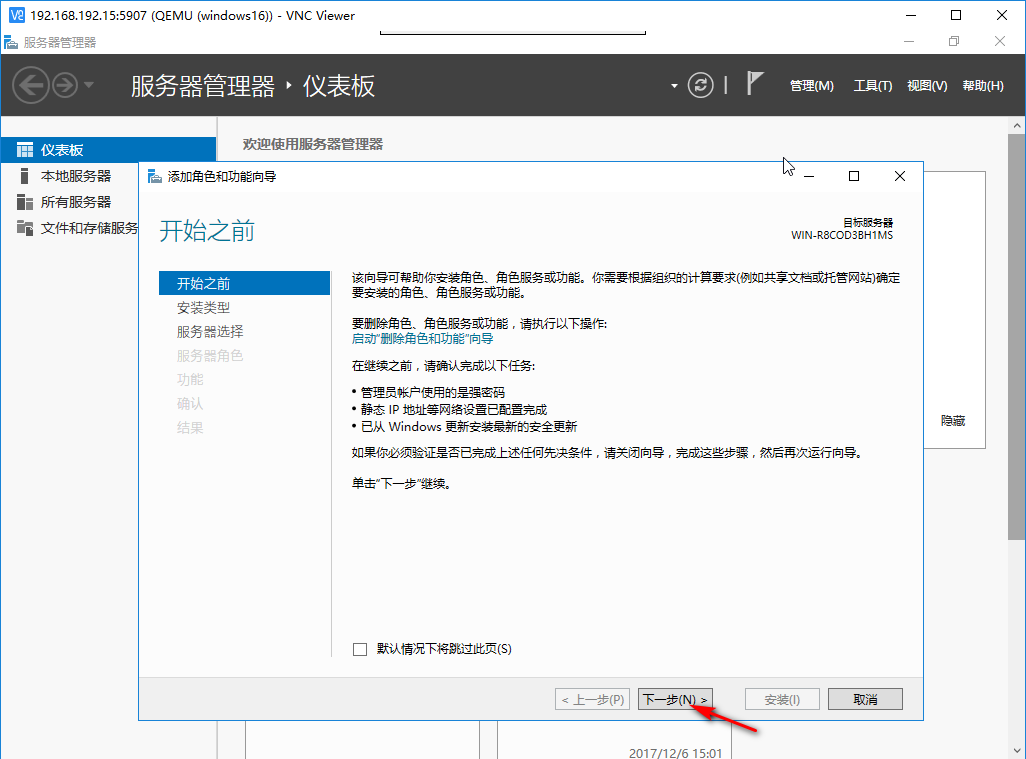 192.168.192.15:5907 (QEMU (windows16)) - VNC Viewer
服务器管理器
服务器管理器 ‣ 仪表板
管理(M) 工具(T) 视图(V) 帮助(H)
仪表板
本地服务器
所有服务器
文件和存储服务
欢迎使用服务器管理器
添加角色和功能向导
开始之前
目标服务器
WIN-R8COD3BH1MS
开始之前
安装类型
服务器选择
服务器角色
功能
确认
结果
该向导可帮助你安装角色、角色服务或功能。你需要根据组织的计算要求(例如共享文档或托管网站)确定
要安装的角色、角色服务或功能。
要删除角色、角色服务或功能，请执行以下操作:
启动"删除角色和功能"向导
在继续之前，请确认完成以下任务:
• 管理员帐户使用的是强密码
• 静态 IP 地址等网络设置已配置完成
• 已从 Windows 更新安装最新的安全更新
如果你必须验证是否已完成上述任何先决条件，请关闭向导，完成这些步骤，然后再次运行向导。
单击"下一步"继续。
默认情况下将跳过此页(S)
< 上一步(P) 下一步(N) > 安装(I) 取消
隐藏
2017/12/6 15:01